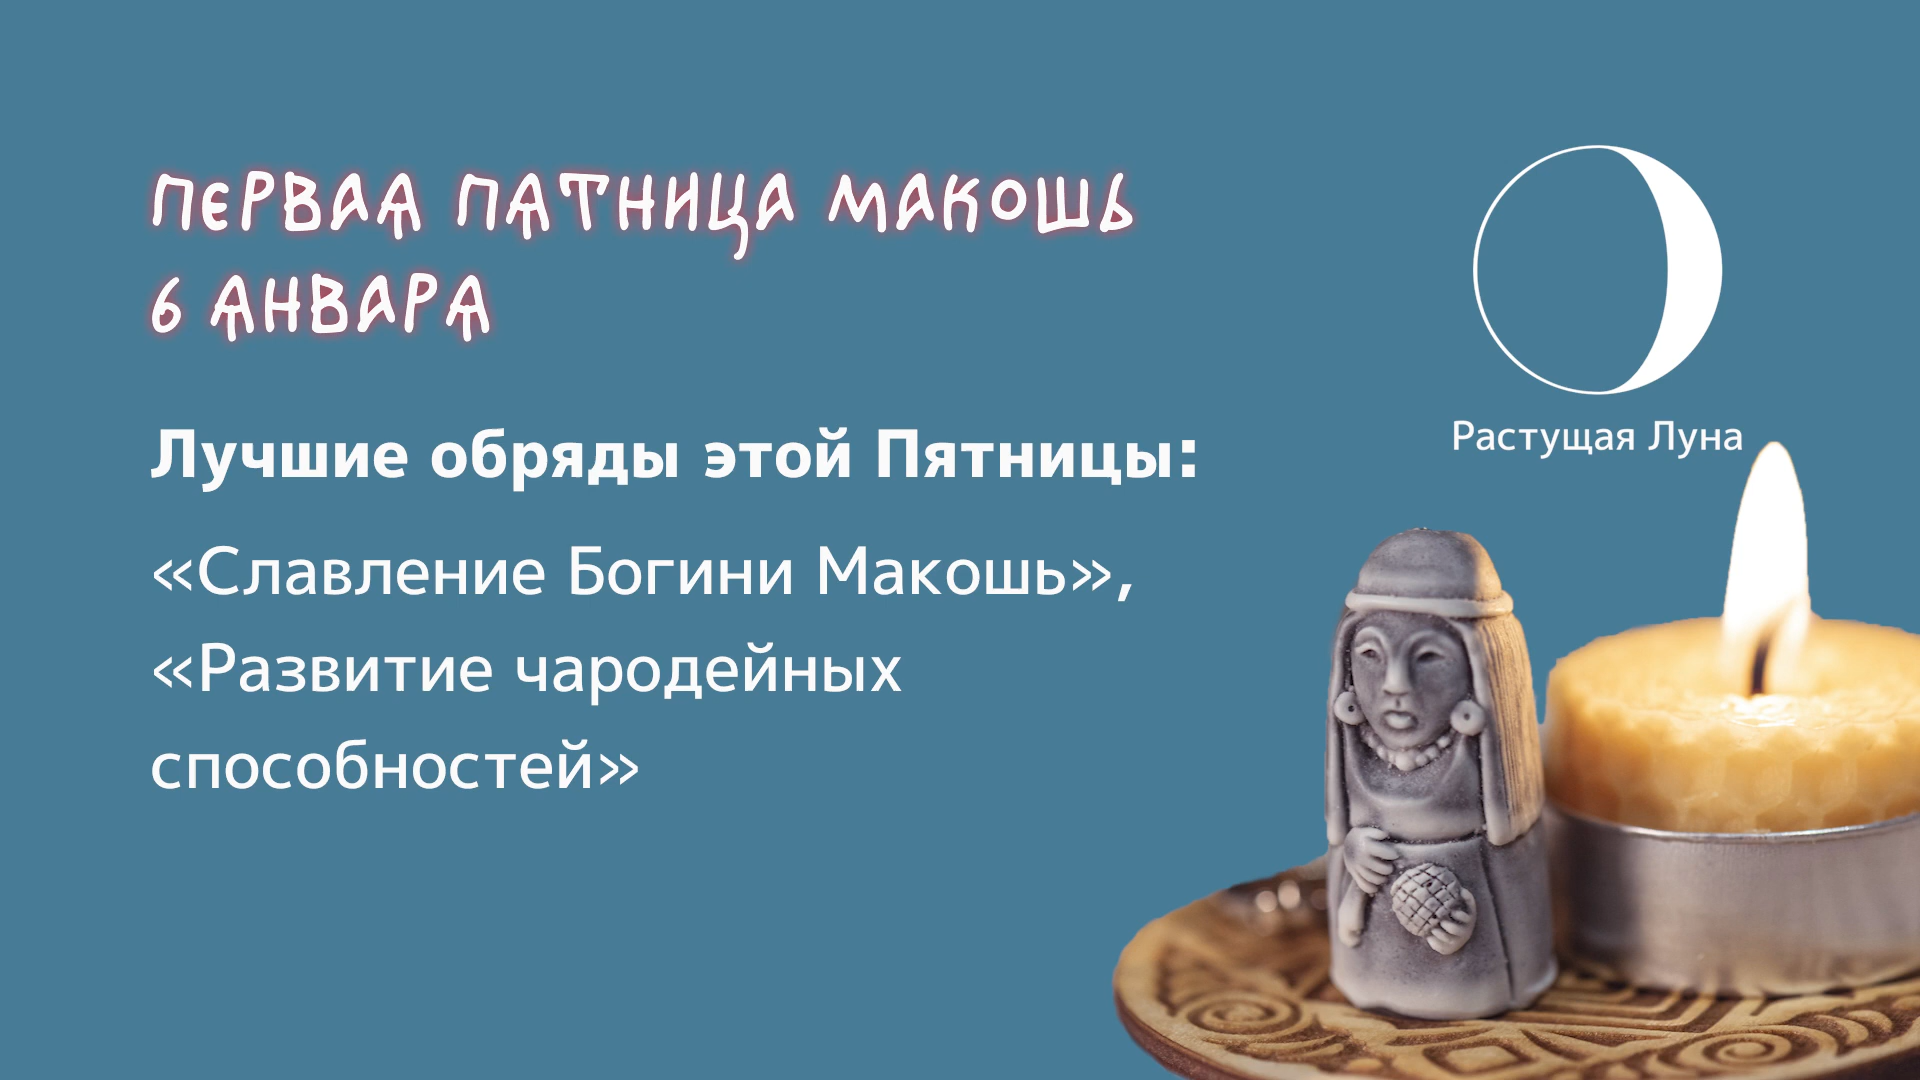 ПЕРВАЯ ПЯТНИЦА МАКОШЬ
6 ЯНВАРЯ
Лучшие обряды этой Пятницы:
«Славление Богини Макошь»,
«Развитие чародейных
способностей»
Растущая Луна